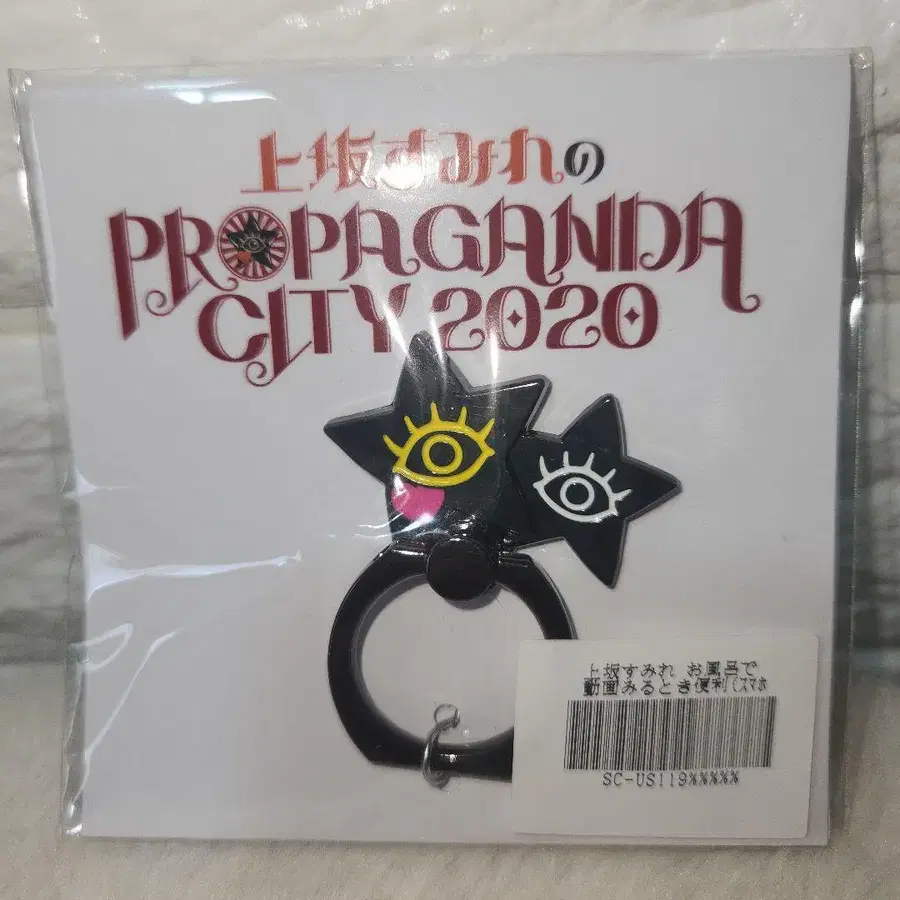 上坂すみれの
PROPAGANDA
CITY 2020
上坂すみれ お風呂で
動画みるとき便利(スマホ
SC-US119%%%%%